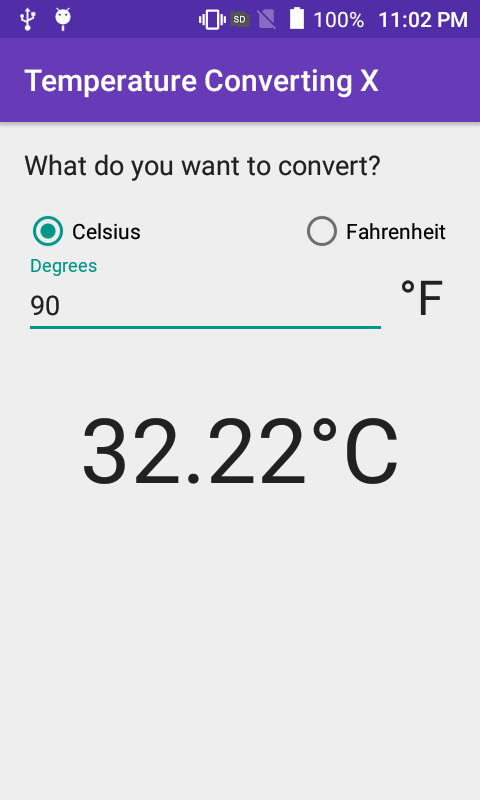 SD 100% 11:02 PM
Temperature Converting X
What do you want to convert?
Celsius Fahrenheit
Degrees
90 °F
32.22°C